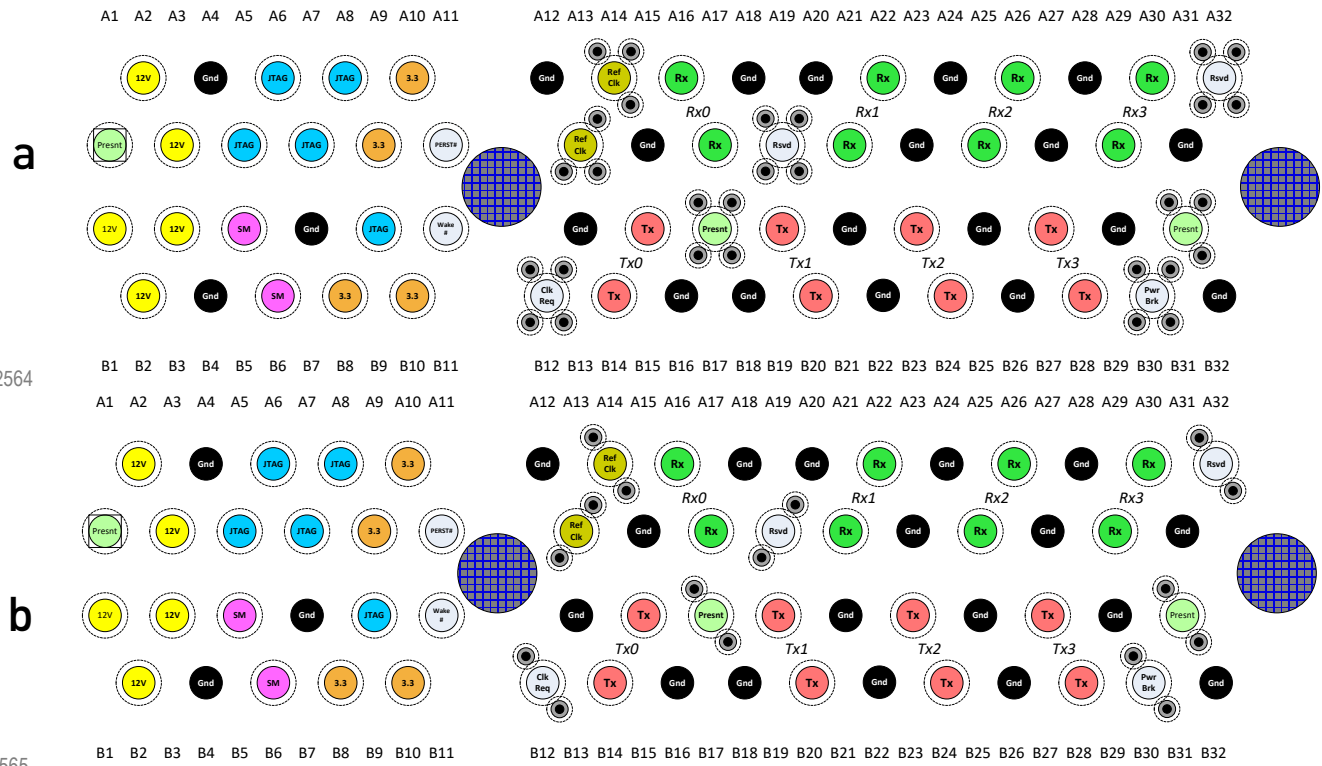 A1 A2 A3 A4 A5 A6 A7 A8 A9 A10 A11 A12 A13 A14 A15 A16 A17 A18 A19 A20 A21 A22 A23 A24 A25 A26 A27 A28 A29 A30 A31 A32
12V Gnd JTAG JTAG 3.3 Gnd Ref Clk Rx Gnd Gnd Rx Gnd Rx Gnd Rx Rsvd
Rx0 Rx1 Rx2 Rx3
a Presnt 12V JTAG JTAG 3.3 PERST# Ref Clk Gnd Rx Rsvd Rx Gnd Rx Gnd Rx Gnd
12V 12V SM Gnd JTAG Wake # Gnd Tx Presnt Tx Gnd Tx Gnd Tx Gnd Presnt
Tx0 Tx1 Tx2 Tx3
12V Gnd SM 3.3 3.3 Clk Req Tx Gnd Gnd Tx Gnd Tx Gnd Tx Pwr Brk Gnd
B1 B2 B3 B4 B5 B6 B7 B8 B9 B10 B11 B12 B13 B14 B15 B16 B17 B18 B19 B20 B21 B22 B23 B24 B25 B26 B27 B28 B29 B30 B31 B32
2564
A1 A2 A3 A4 A5 A6 A7 A8 A9 A10 A11 A12 A13 A14 A15 A16 A17 A18 A19 A20 A21 A22 A23 A24 A25 A26 A27 A28 A29 A30 A31 A32
12V Gnd JTAG JTAG 3.3 Gnd Ref Clk Rx Gnd Gnd Rx Gnd Rx Gnd Rx Rsvd
Rx0 Rx1 Rx2 Rx3
Presnt 12V JTAG JTAG 3.3 PERST# Ref Clk Gnd Rx Rsvd Rx Gnd Rx Gnd Rx Gnd
b 12V 12V SM Gnd JTAG Wake # Gnd Tx Presnt Tx Gnd Tx Gnd Tx Gnd Presnt
Tx0 Tx1 Tx2 Tx3
12V Gnd SM 3.3 3.3 Clk Req Tx Gnd Gnd Tx Gnd Tx Gnd Tx Pwr Brk Gnd
B1 B2 B3 B4 B5 B6 B7 B8 B9 B10 B11 B12 B13 B14 B15 B16 B17 B18 B19 B20 B21 B22 B23 B24 B25 B26 B27 B28 B29 B30 B31 B32